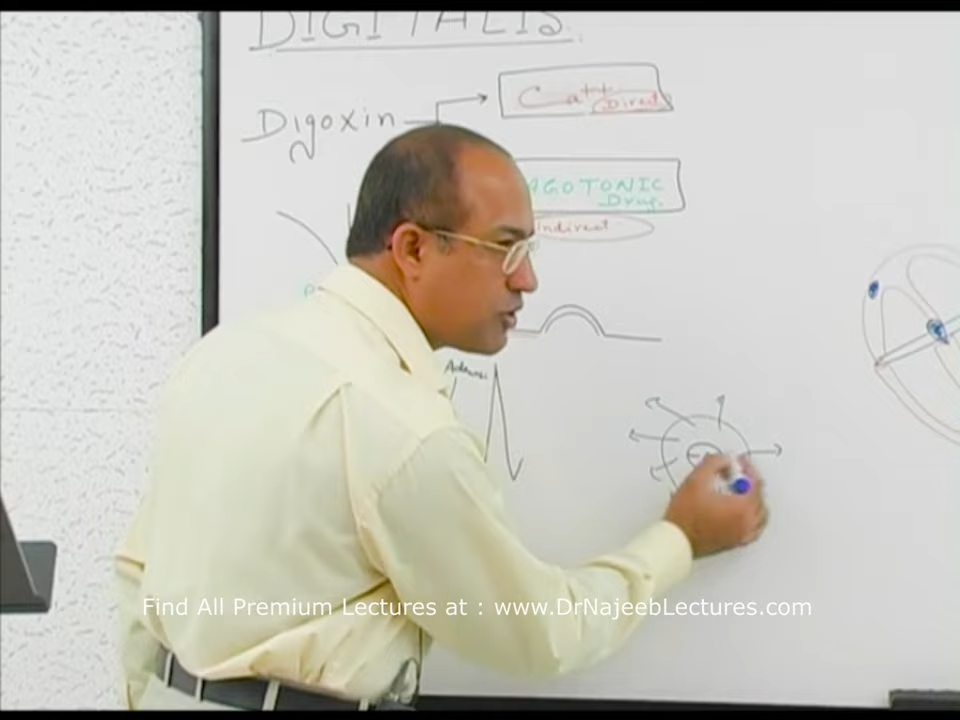 DIGITALIS.
Digoxin
Ca++
Direct
AGOTONIC
Drug.
indirect
Find All Premium Lectures at : www.DrNajeebLectures.com